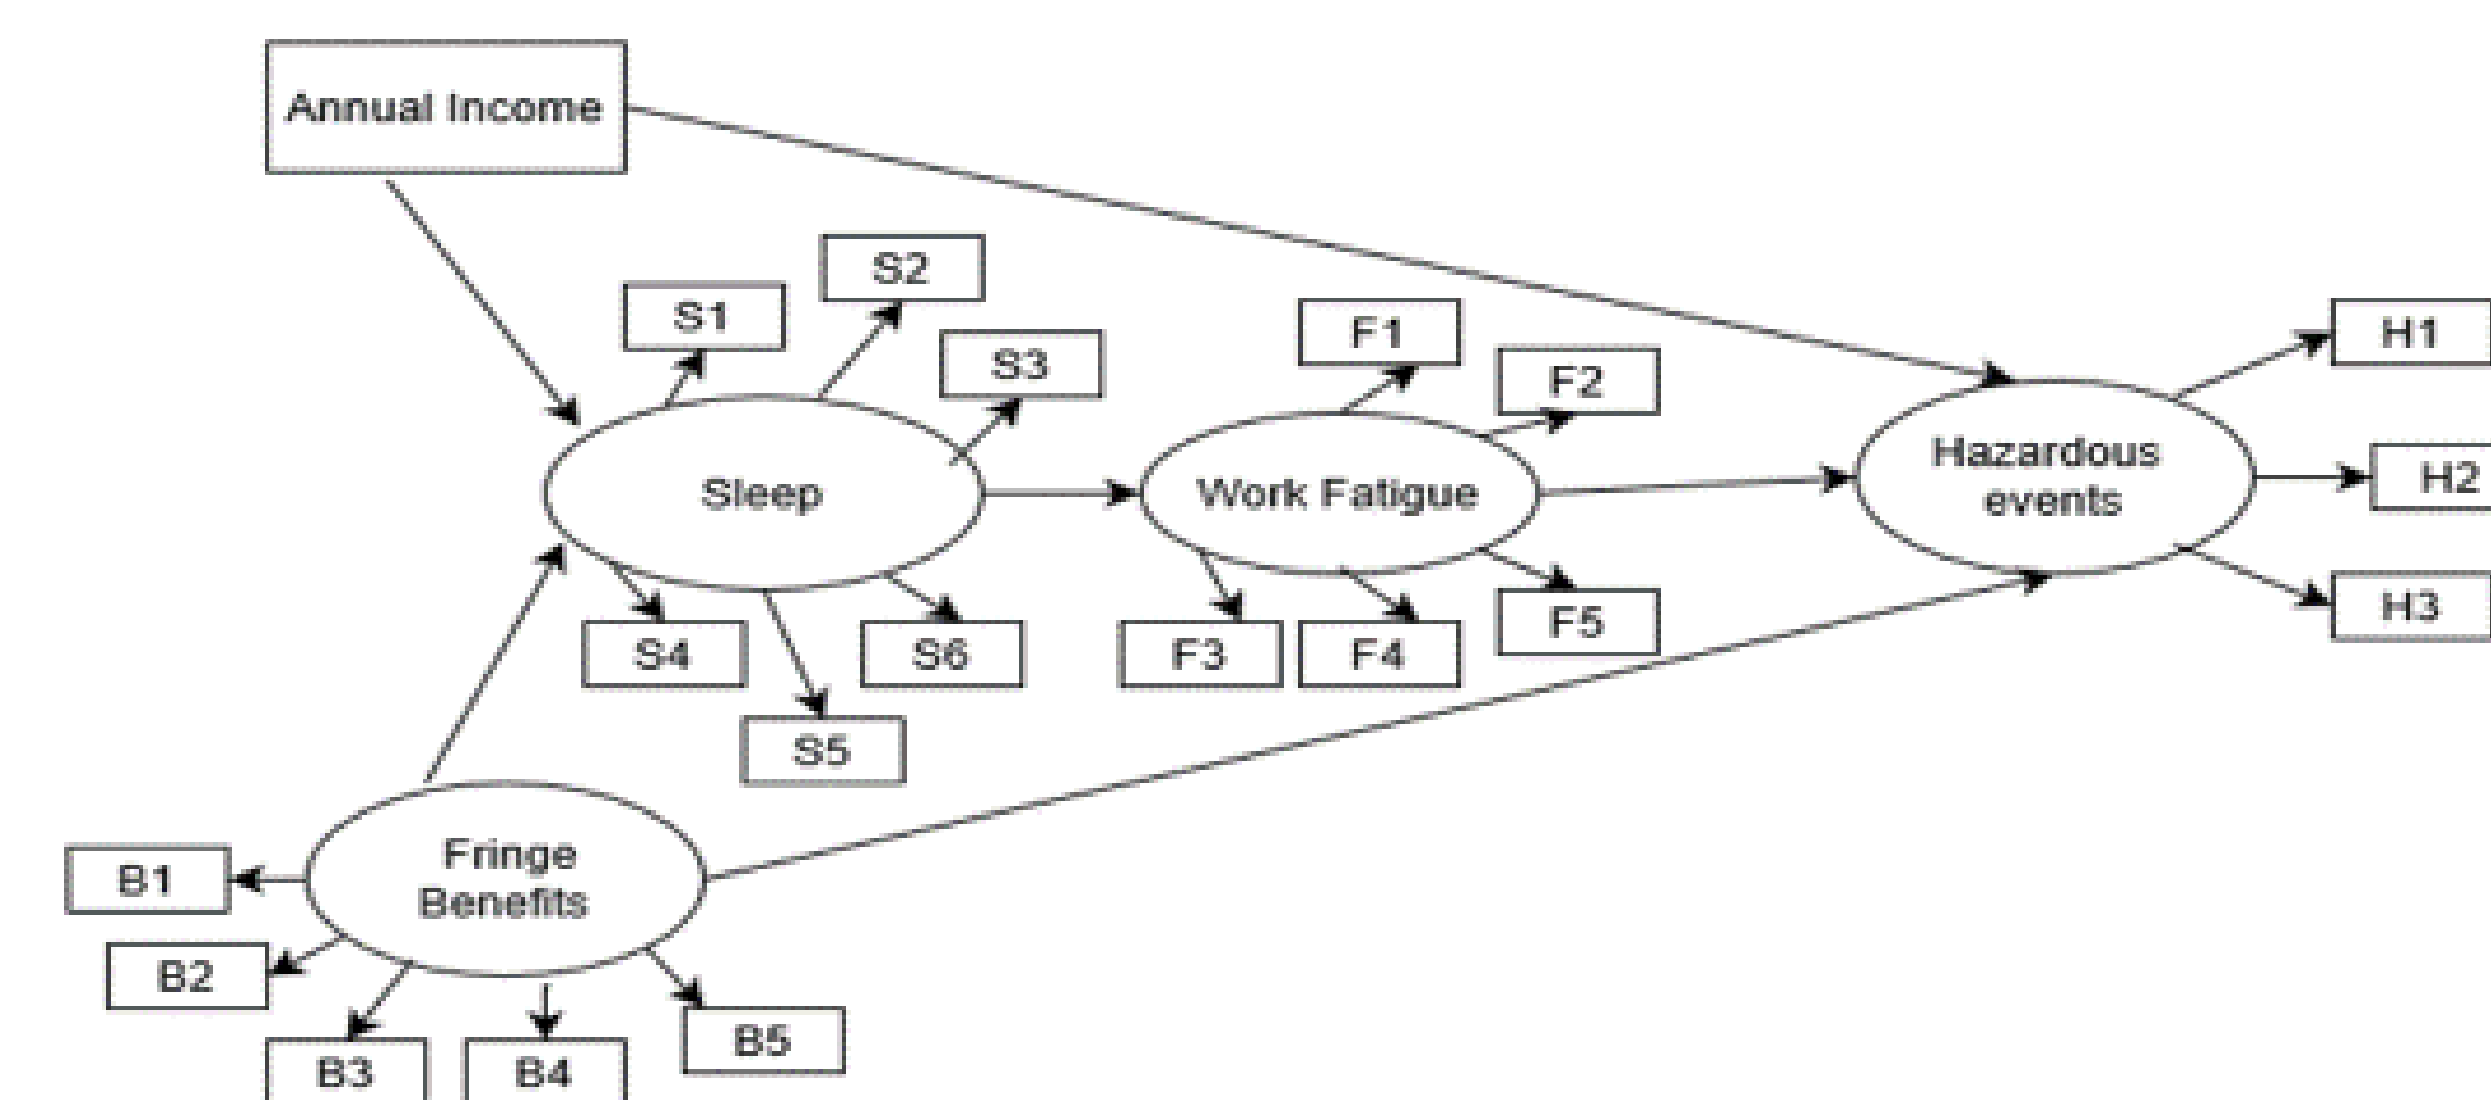 Annual Income
S2
S1
S3
F1
F2
H1
Sleep
Work Fatigue
Hazardous
events
H2
H3
S4
S6
S5
F3
F4
F5
Fringe
Benefits
B1
B2
B3
B4
B5